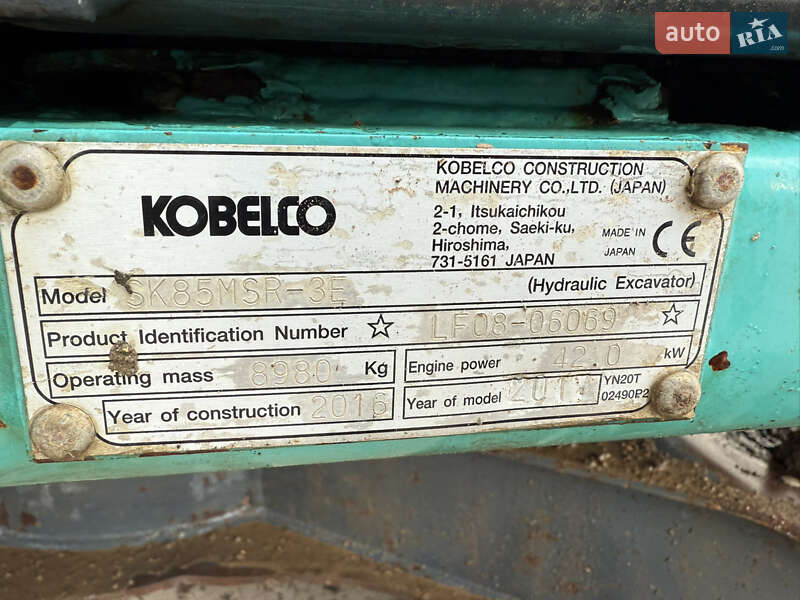 auto RIA.com
KOBELCO
KOBELCO CONSTRUCTION
MACHINERY CO.,LTD. (JAPAN)
2-1, Itsukaichikou
2-chome, Saeki-ku,
Hiroshima,
731-5161 JAPAN
MADE IN
JAPAN
CE
Model SK85MSR-3E (Hydraulic Excavator)
Product Identification Number ☆ LF08-06069 ☆
Operating mass 8980 Kg
Engine power 42.0 kW
Year of construction 2016
Year of model
YN20T
02490P2